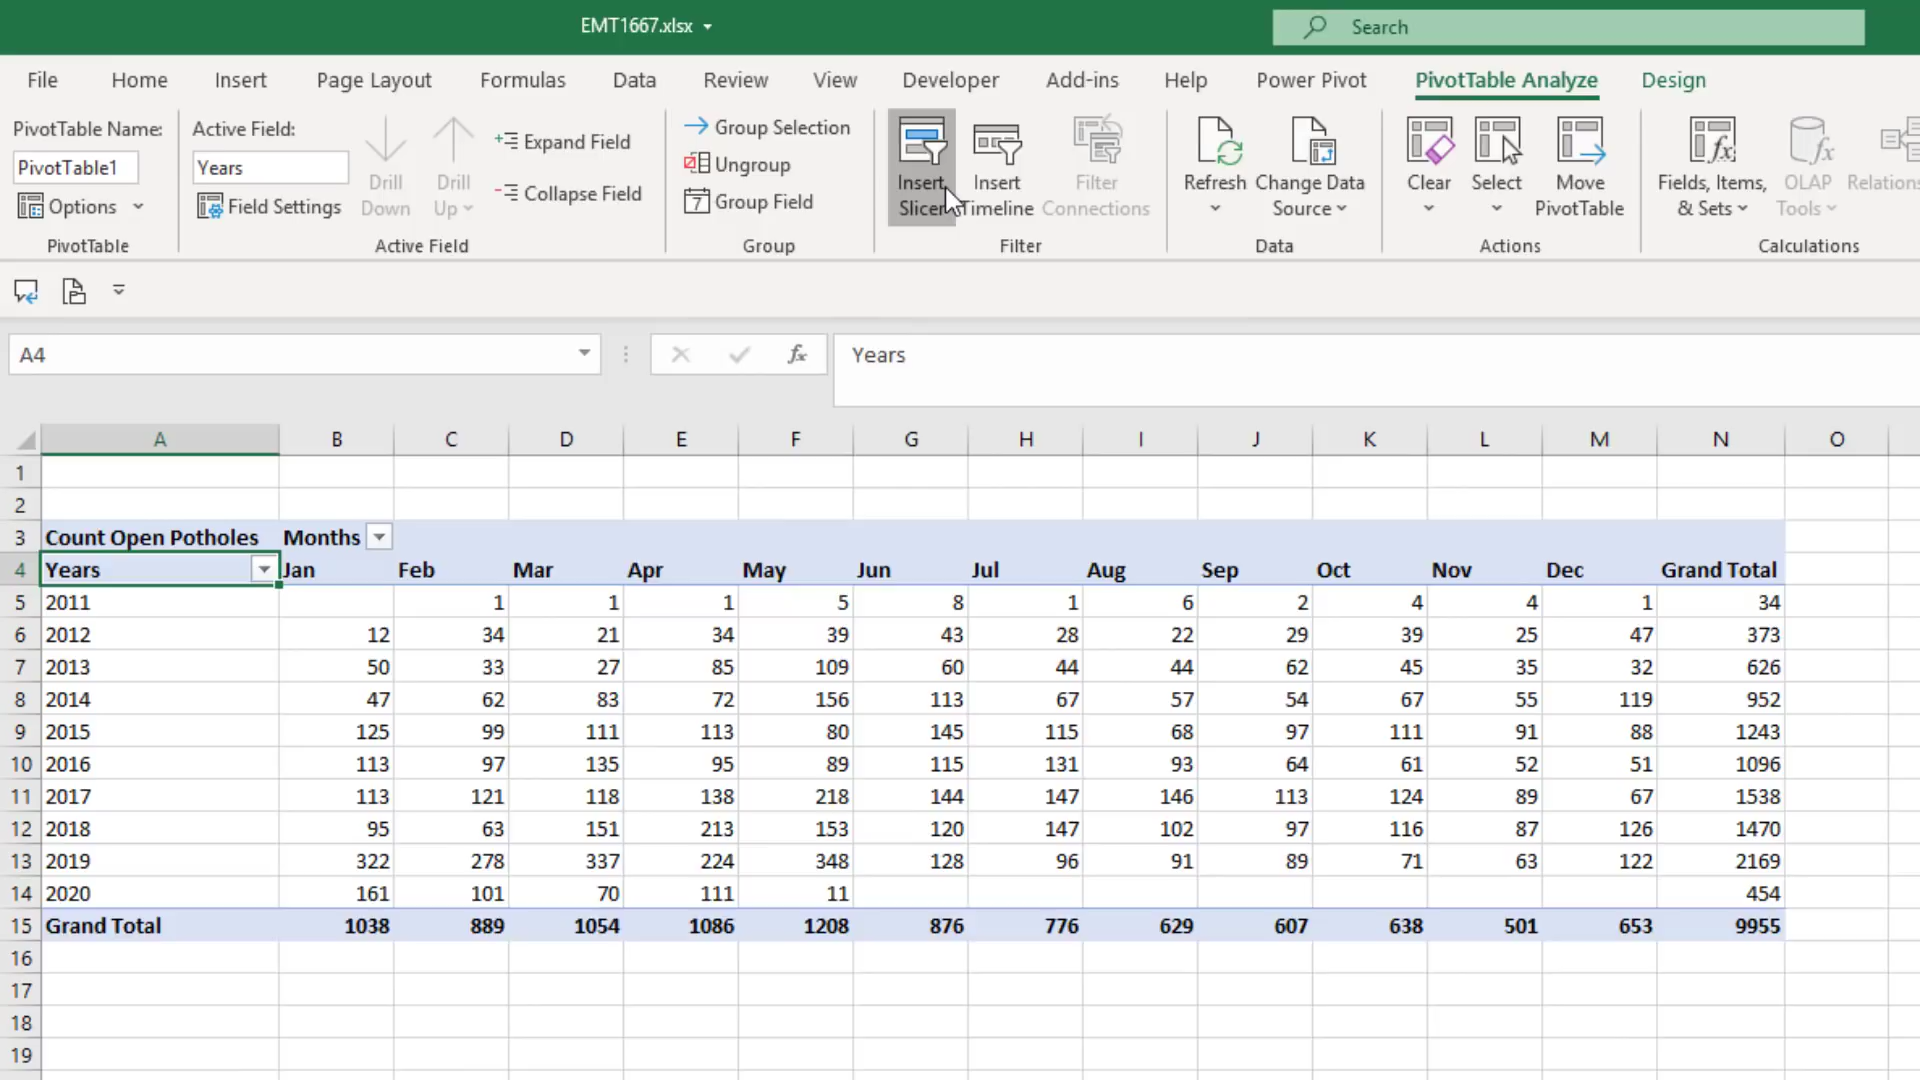 EMT1667.xlsx
Search
File Home Insert Page Layout Formulas Data Review View Developer Add-ins Help Power Pivot PivotTable Analyze Design
PivotTable Name:
PivotTable1
Options
PivotTable
Active Field:
Years
Field Settings
Drill Down
Drill Up
Expand Field
Collapse Field
Active Field
Group Selection
Ungroup
7 Group Field
Group
Insert Slicer
Insert Timeline
Filter Connections
Filter
Refresh
Change Data Source
Data
Clear
Select
Move PivotTable
Actions
Fields, Items, & Sets
OLAP Tools
Calculations
A4
fx
Years
A B C D E F G H I J K L M N O
1
2
3 Count Open Potholes Months
4 Years Jan Feb Mar Apr May Jun Jul Aug Sep Oct Nov Dec Grand Total
5 2011 1 1 1 5 8 1 6 2 4 4 1 34
6 2012 12 34 21 34 39 43 28 22 29 39 25 47 373
7 2013 50 33 27 85 109 60 44 44 62 45 35 32 626
8 2014 47 62 83 72 156 113 67 57 54 67 55 119 952
9 2015 125 99 111 113 80 145 115 68 97 111 91 88 1243
10 2016 113 97 135 95 89 115 131 93 64 61 52 51 1096
11 2017 113 121 118 138 218 144 147 146 113 124 89 67 1538
12 2018 95 63 151 213 153 120 147 102 97 116 87 126 1470
13 2019 322 278 337 224 348 128 96 91 89 71 63 122 2169
14 2020 161 101 70 111 11 454
15 Grand Total 1038 889 1054 1086 1208 876 776 629 607 638 501 653 9955
16
17
18
19